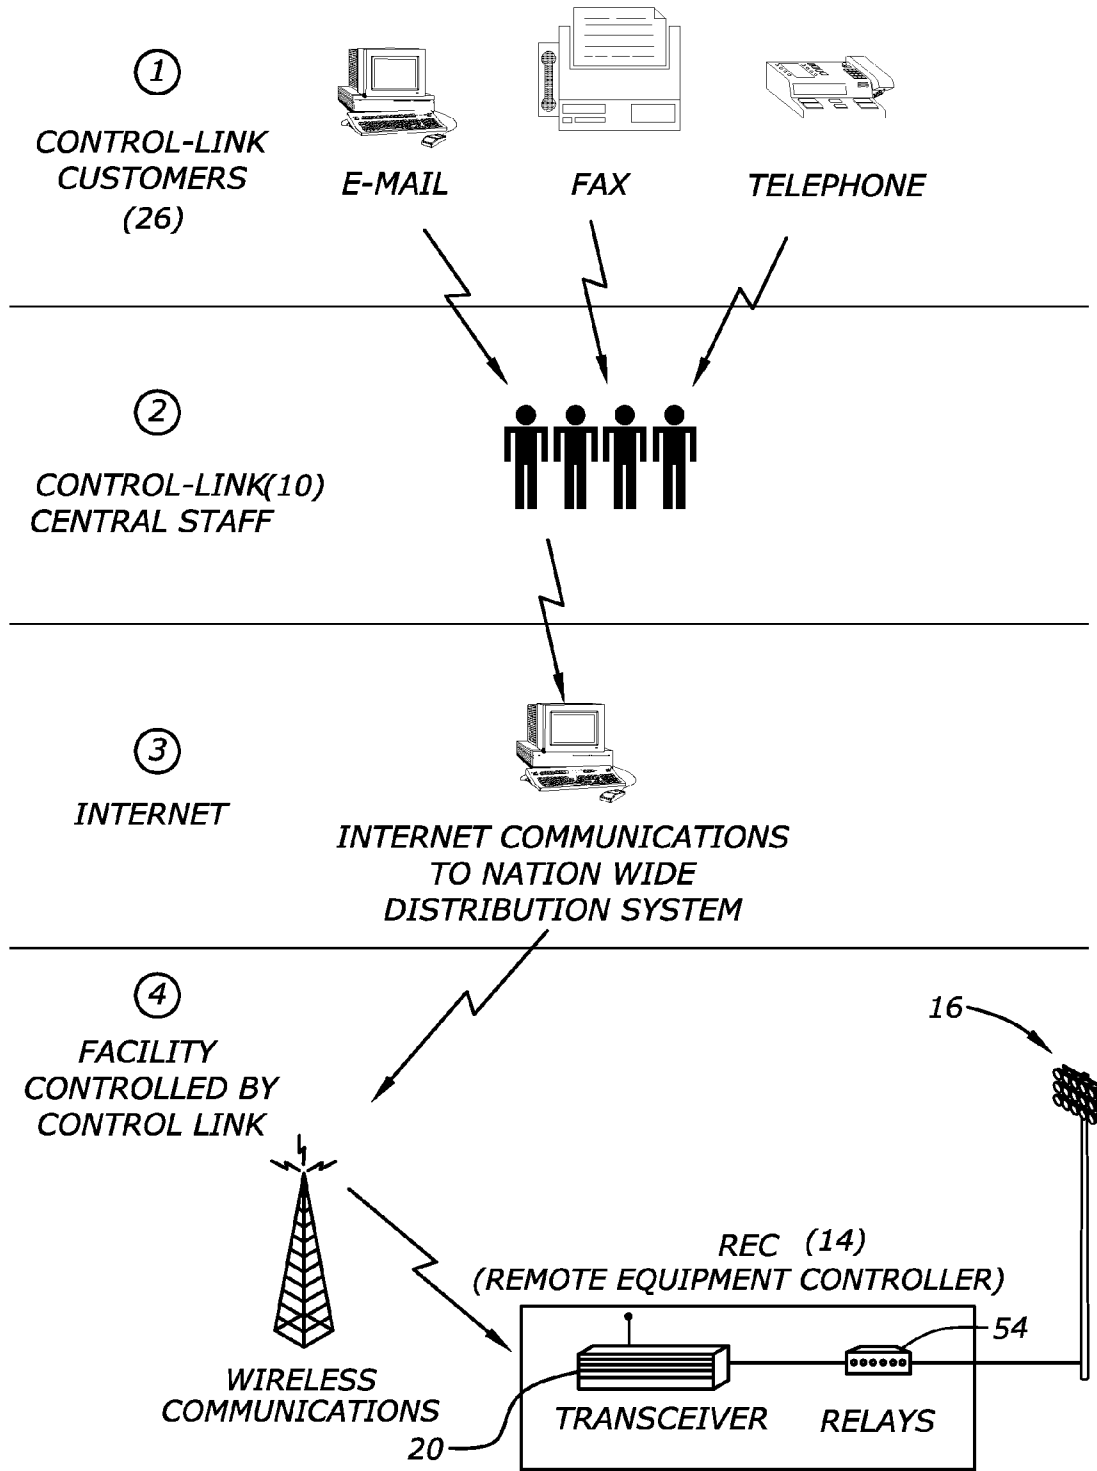 1
CONTROL-LINK
CUSTOMERS
(26)
E-MAIL
FAX
TELEPHONE
2
CONTROL-LINK(10)
CENTRAL STAFF
3
INTERNET
INTERNET COMMUNICATIONS
TO NATION WIDE
DISTRIBUTION SYSTEM
4
FACILITY
CONTROLLED BY
CONTROL LINK
16
REC (14)
(REMOTE EQUIPMENT CONTROLLER)
54
WIRELESS
COMMUNICATIONS
TRANSCEIVER
RELAYS
20